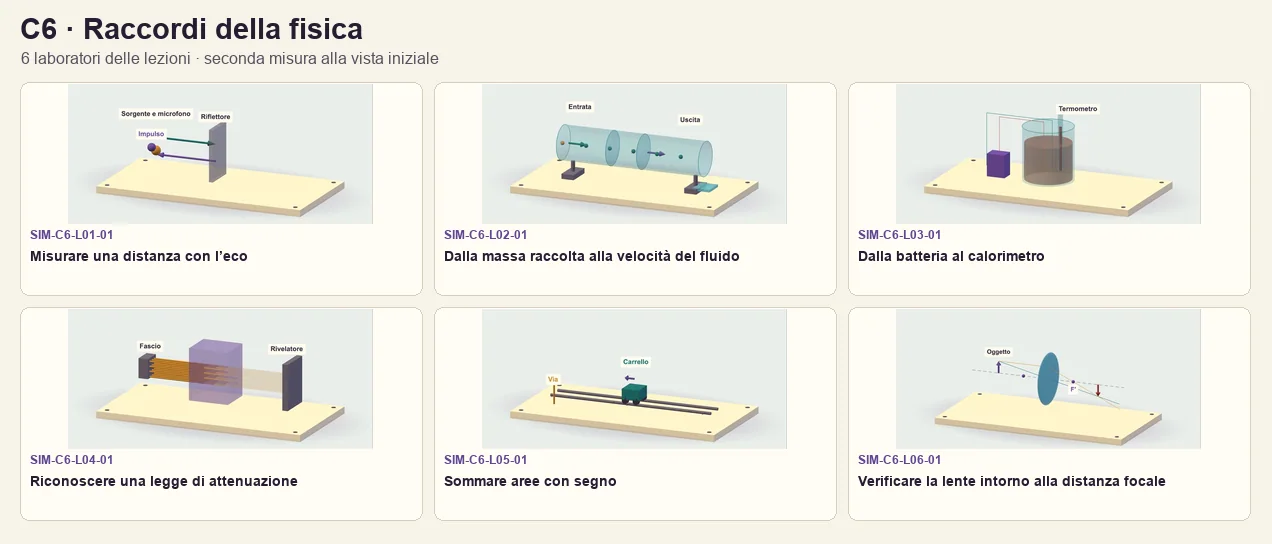 C6 · Raccordi della fisica
6 laboratori delle lezioni · seconda misura alla vista iniziale
Sorgente e microfono
Riflettore
Impulso
SIM-C6-L01-01
Misurare una distanza con l’eco
Entrata
Uscita
SIM-C6-L02-01
Dalla massa raccolta alla velocità del fluido
Termometro
SIM-C6-L03-01
Dalla batteria al calorimetro
Fascio
Rivelatore
SIM-C6-L04-01
Riconoscere una legge di attenuazione
Carrello
Via
SIM-C6-L05-01
Sommare aree con segno
Oggetto
F'
SIM-C6-L06-01
Verificare la lente intorno alla distanza focale